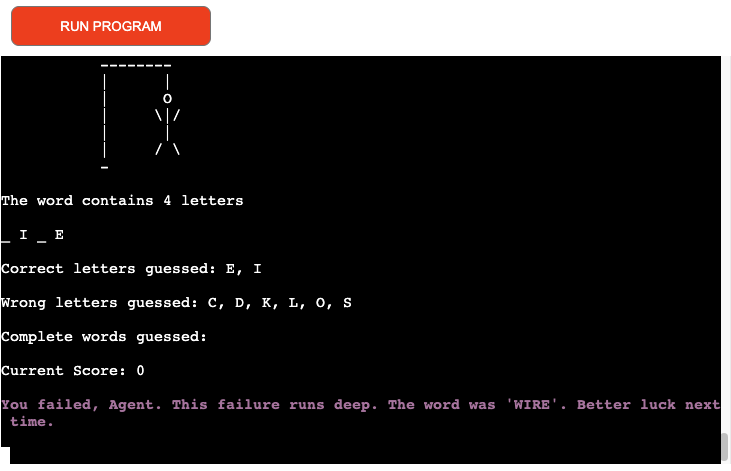 RUN PROGRAM
--------
|      |
|      O
|     \|/
|      |
|     / \
-
The word contains 4 letters
_ I _ E
Correct letters guessed: E, I
Wrong letters guessed: C, D, K, L, O, S
Complete words guessed:
Current Score: 0
You failed, Agent. This failure runs deep. The word was 'WIRE'. Better luck next
time.